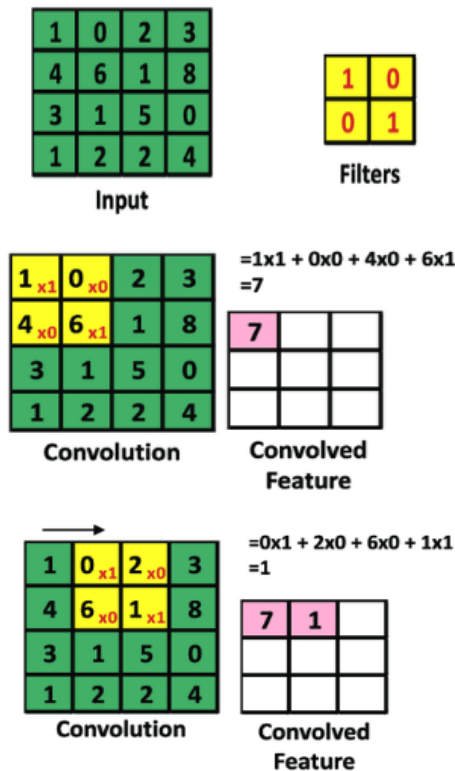 1 0 2 3
4 6 1 8
3 1 5 0
1 2 2 4
Input
1 0
0 1
Filters
1 x1 0 x0 2 3
4 x0 6 x1 1 8
3 1 5 0
1 2 2 4
Convolution
=1x1 + 0x0 + 4x0 + 6x1
=7
7
Convolved
Feature
1 0 x1 2 x0 3
4 6 x0 1 x1 8
3 1 5 0
1 2 2 4
Convolution
=0x1 + 2x0 + 6x0 + 1x1
=1
7 1
Convolved
Feature